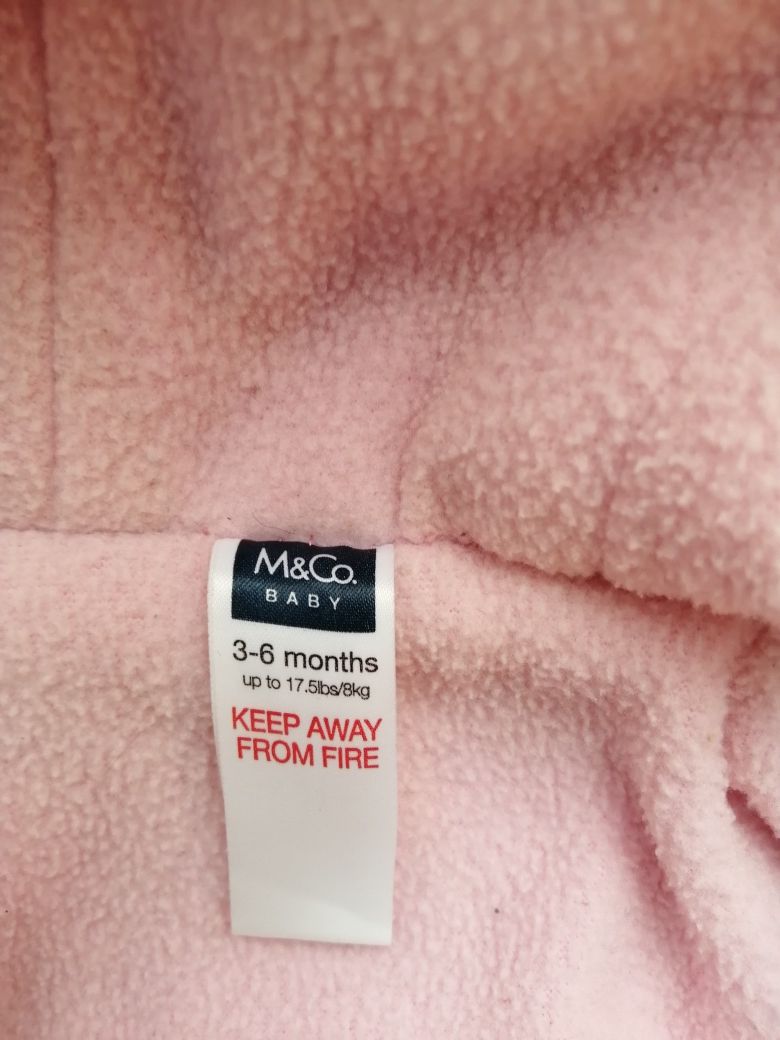 M&Co.
BABY
3-6 months
up to 17.5lbs/8kg
KEEP AWAY
FROM FIRE